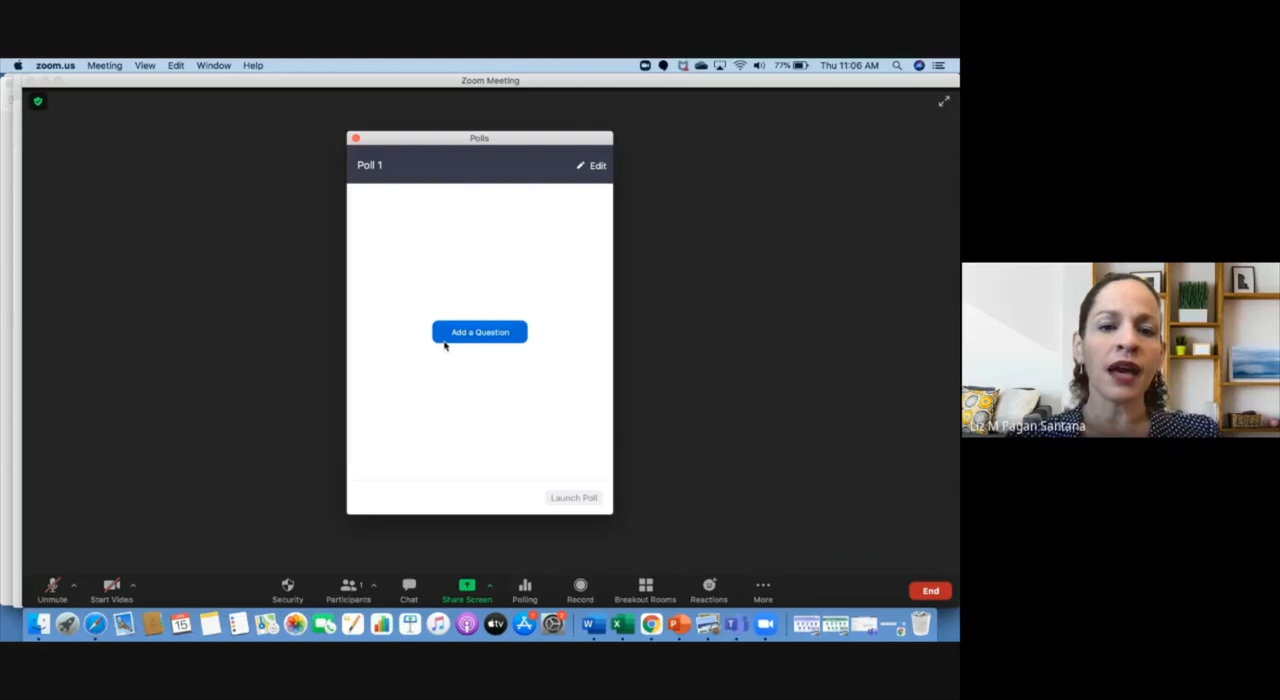 zoom.us Meeting View Edit Window Help 77% Thu 11:06 AM
Zoom Meeting
Polls
Poll 1 Edit
Add a Question
Launch Poll
Liz M Pagan Santana
Unmute Start Video Security Participants 1 Chat Share Screen Polling Record Breakout Rooms Reactions More End
15 tv
W X P T